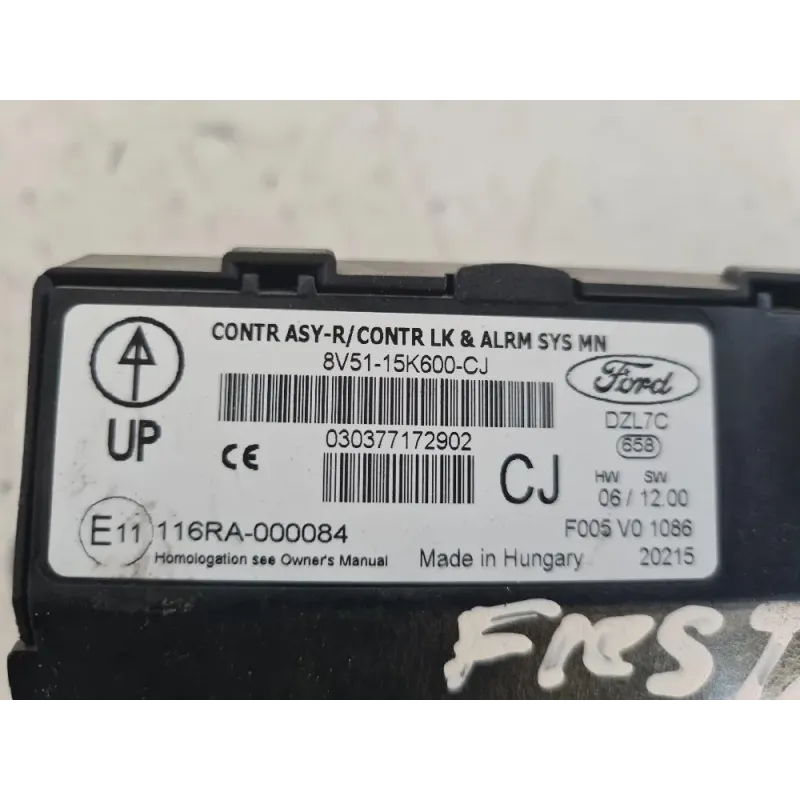 CONTR ASY-R/CONTR LK & ALRM SYS MN
8V51-15K600-CJ
Ford
UP
DZL7C
658
CE
030377172902
CJ
HW SW
06 / 12.00
E11 116RA-000084
F005 V0 1086
Homologation see Owner's Manual
Made in Hungary
20215